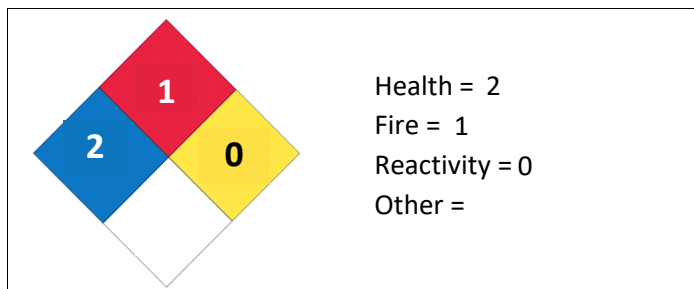 1
2
0
Health = 2
Fire = 1
Reactivity = 0
Other =